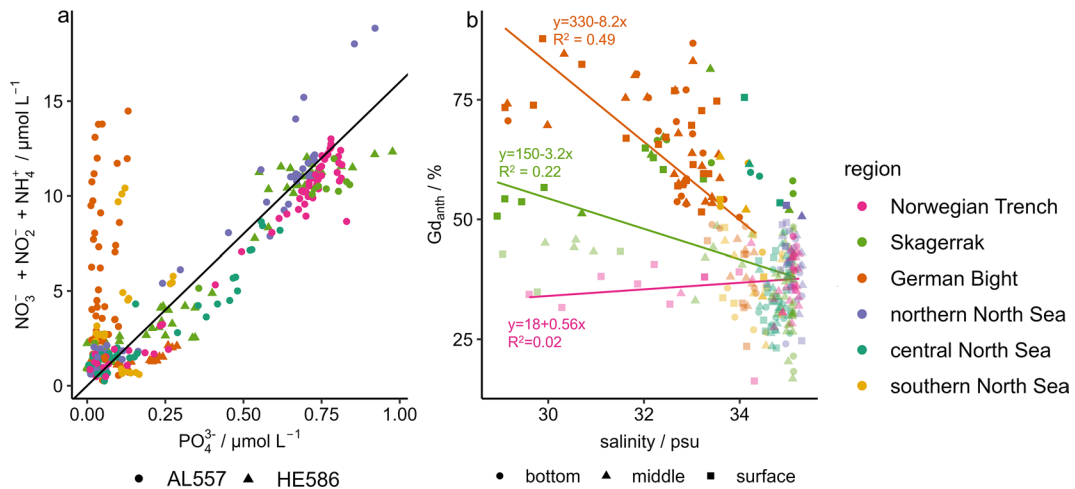 a
NO₃⁻ + NO₂⁻ + NH₄⁺ / µmol L⁻¹
15
10
5
0
0.00
0.25
0.50
0.75
1.00
PO₄³⁻ / µmol L⁻¹
AL557
HE586
b
y=330-8.2x
R² = 0.49
y=150-3.2x
R² = 0.22
y=18+0.56x
R²=0.02
Gd_anth / %
75
50
25
30
32
34
salinity / psu
bottom
middle
surface
region
Norwegian Trench
Skagerrak
German Bight
northern North Sea
central North Sea
southern North Sea